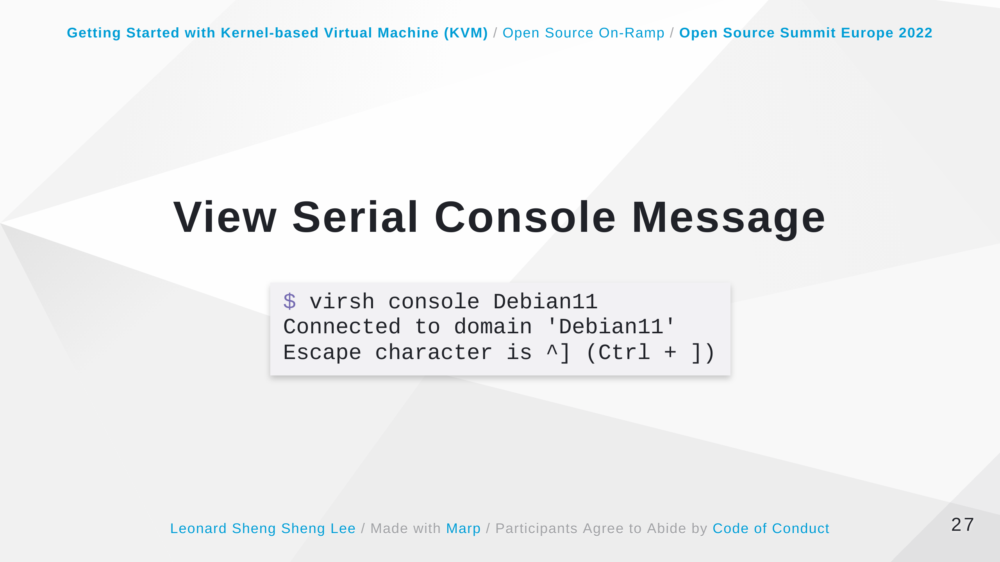 Getting Started with Kernel-based Virtual Machine (KVM) / Open Source On-Ramp / Open Source Summit Europe 2022
View Serial Console Message
$ virsh console Debian11
Connected to domain 'Debian11'
Escape character is ^] (Ctrl + ])
Leonard Sheng Sheng Lee / Made with Marp / Participants Agree to Abide by Code of Conduct
27